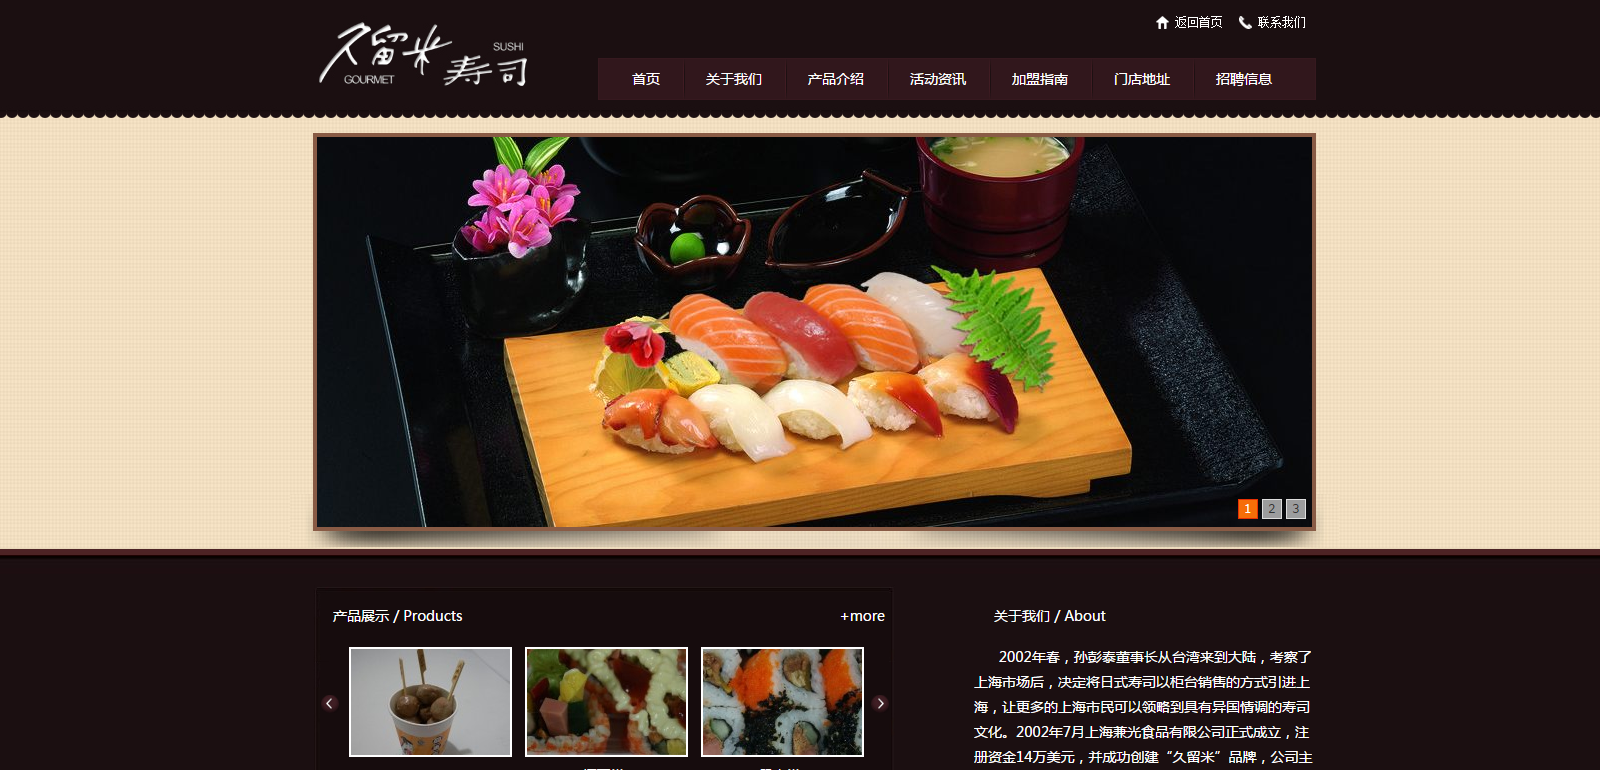 返回首页 联系我们
久留米寿司
SUSHI
GOURMET
首页 关于我们 产品介绍 活动资讯 加盟指南 门店地址 招聘信息
1 2 3
产品展示 / Products +more
关于我们 / About
2002年春，孙彭泰董事长从台湾来到大陆，考察了
上海市场后，决定将日式寿司以柜台销售的方式引进上
海，让更多的上海市民可以领略到具有异国情调的寿司
文化。2002年7月上海兼光食品有限公司正式成立，注
册资金14万美元，并成功创建“久留米”品牌，公司主